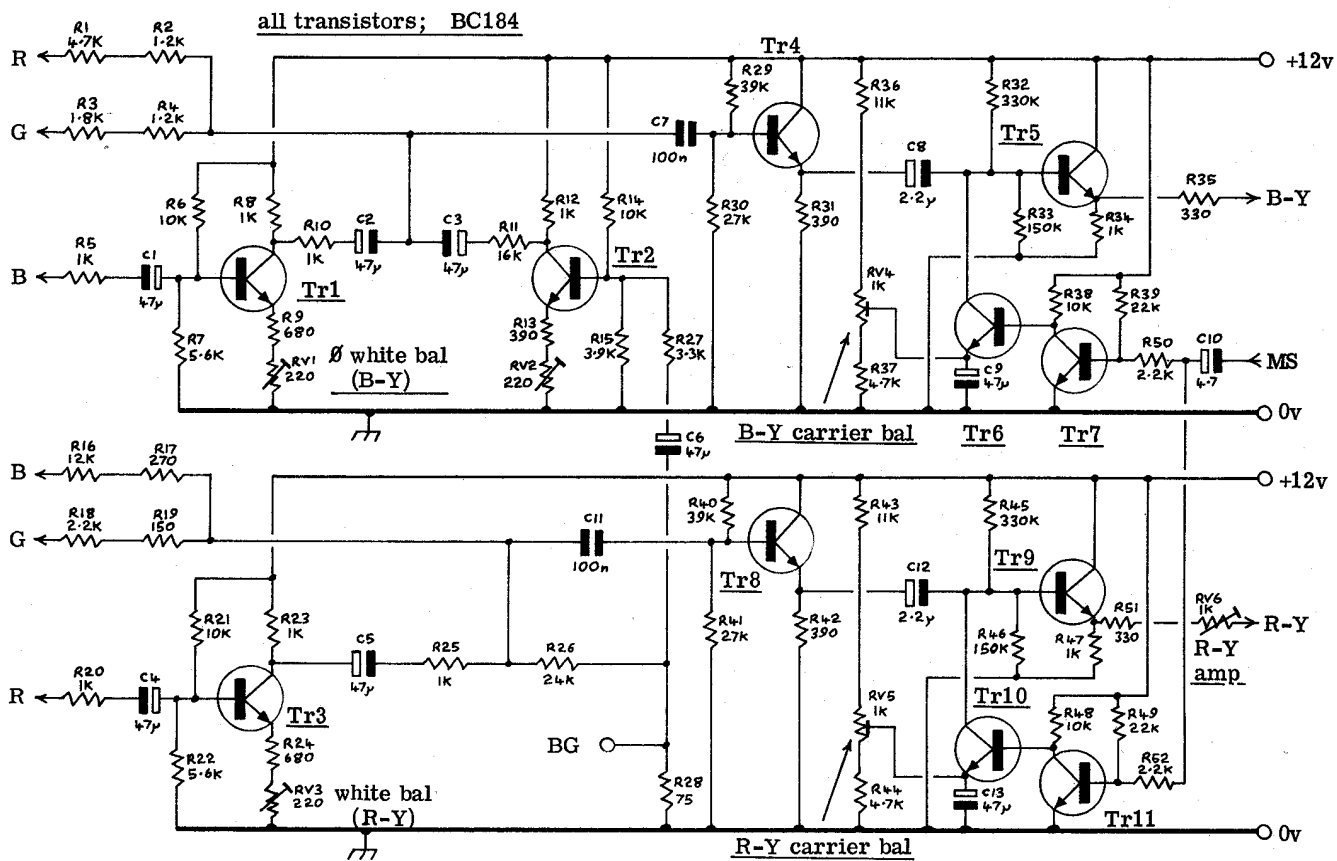 all transistors; BC184
R
R1
4.7K
R2
1.2K
Tr4
+12v
G
R3
1.8K
R4
1.2K
C7
100n
R29
39K
R36
11K
R32
330K
Tr5
R6
10K
R8
1K
R10
1K
C2
47μ
C3
47μ
R11
16K
R12
1K
R14
10K
R30
27K
R31
390
C8
2.2μ
R33
150K
R34
1K
R35
330
B-Y
B
R5
1K
C1
47μ
Tr1
Tr2
RV4
1K
R38
10K
R39
22K
R7
5.6K
R9
680
RV1
220
Ø white bal
(B-Y)
R13
390
RV2
220
R15
3.9K
R27
3.3K
R37
4.7K
C9
47μ
R50
2.2K
C10
4.7
MS
0v
B-Y carrier bal
Tr6
Tr7
C6
47μ
B
R16
12K
R17
270
+12v
G
R18
2.2K
R19
150
C11
100n
R40
39K
R43
11K
R45
330K
Tr8
Tr9
R21
10K
R23
1K
C5
47μ
R25
1K
R26
24K
R41
27K
R42
390
C12
2.2μ
R46
150K
R47
1K
R51
330
RV6
1K
R-Y
R-Y
amp
R
R20
1K
C4
47μ
Tr3
RV5
1K
Tr10
R48
10K
R49
22K
R22
5.6K
R24
680
RV3
220
white bal
(R-Y)
BG
R28
75
R44
4.7K
C13
47μ
R52
2.2K
Tr11
0v
R-Y carrier bal